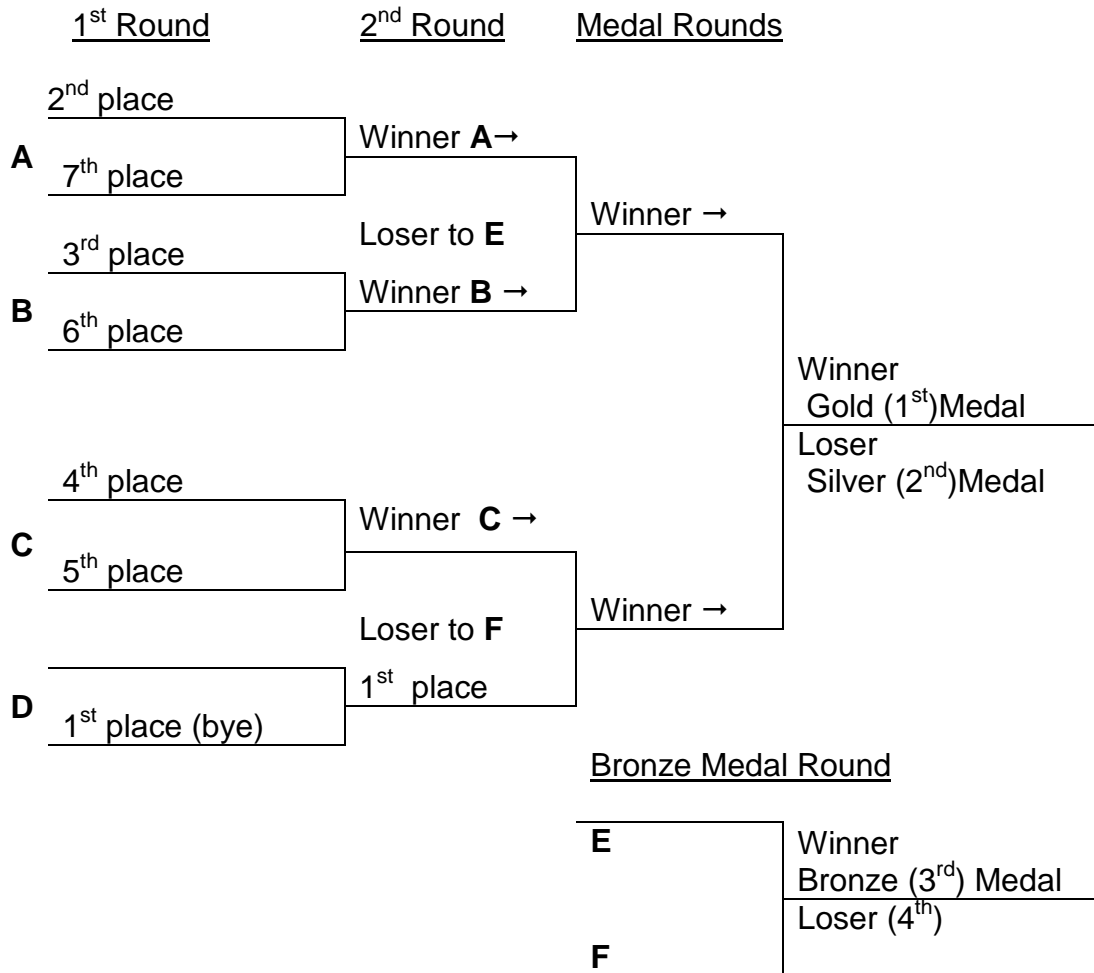 1st Round 2nd Round Medal Rounds
2nd place
Winner A→
A
7th place
Winner →
Loser to E
3rd place
Winner B →
B
6th place
Winner
Gold (1st)Medal
Loser
Silver (2nd)Medal
4th place
Winner C →
C
5th place
Winner →
Loser to F
1st place
D
1st place (bye)
Bronze Medal Round
E
Winner
Bronze (3rd) Medal
Loser (4th)
F